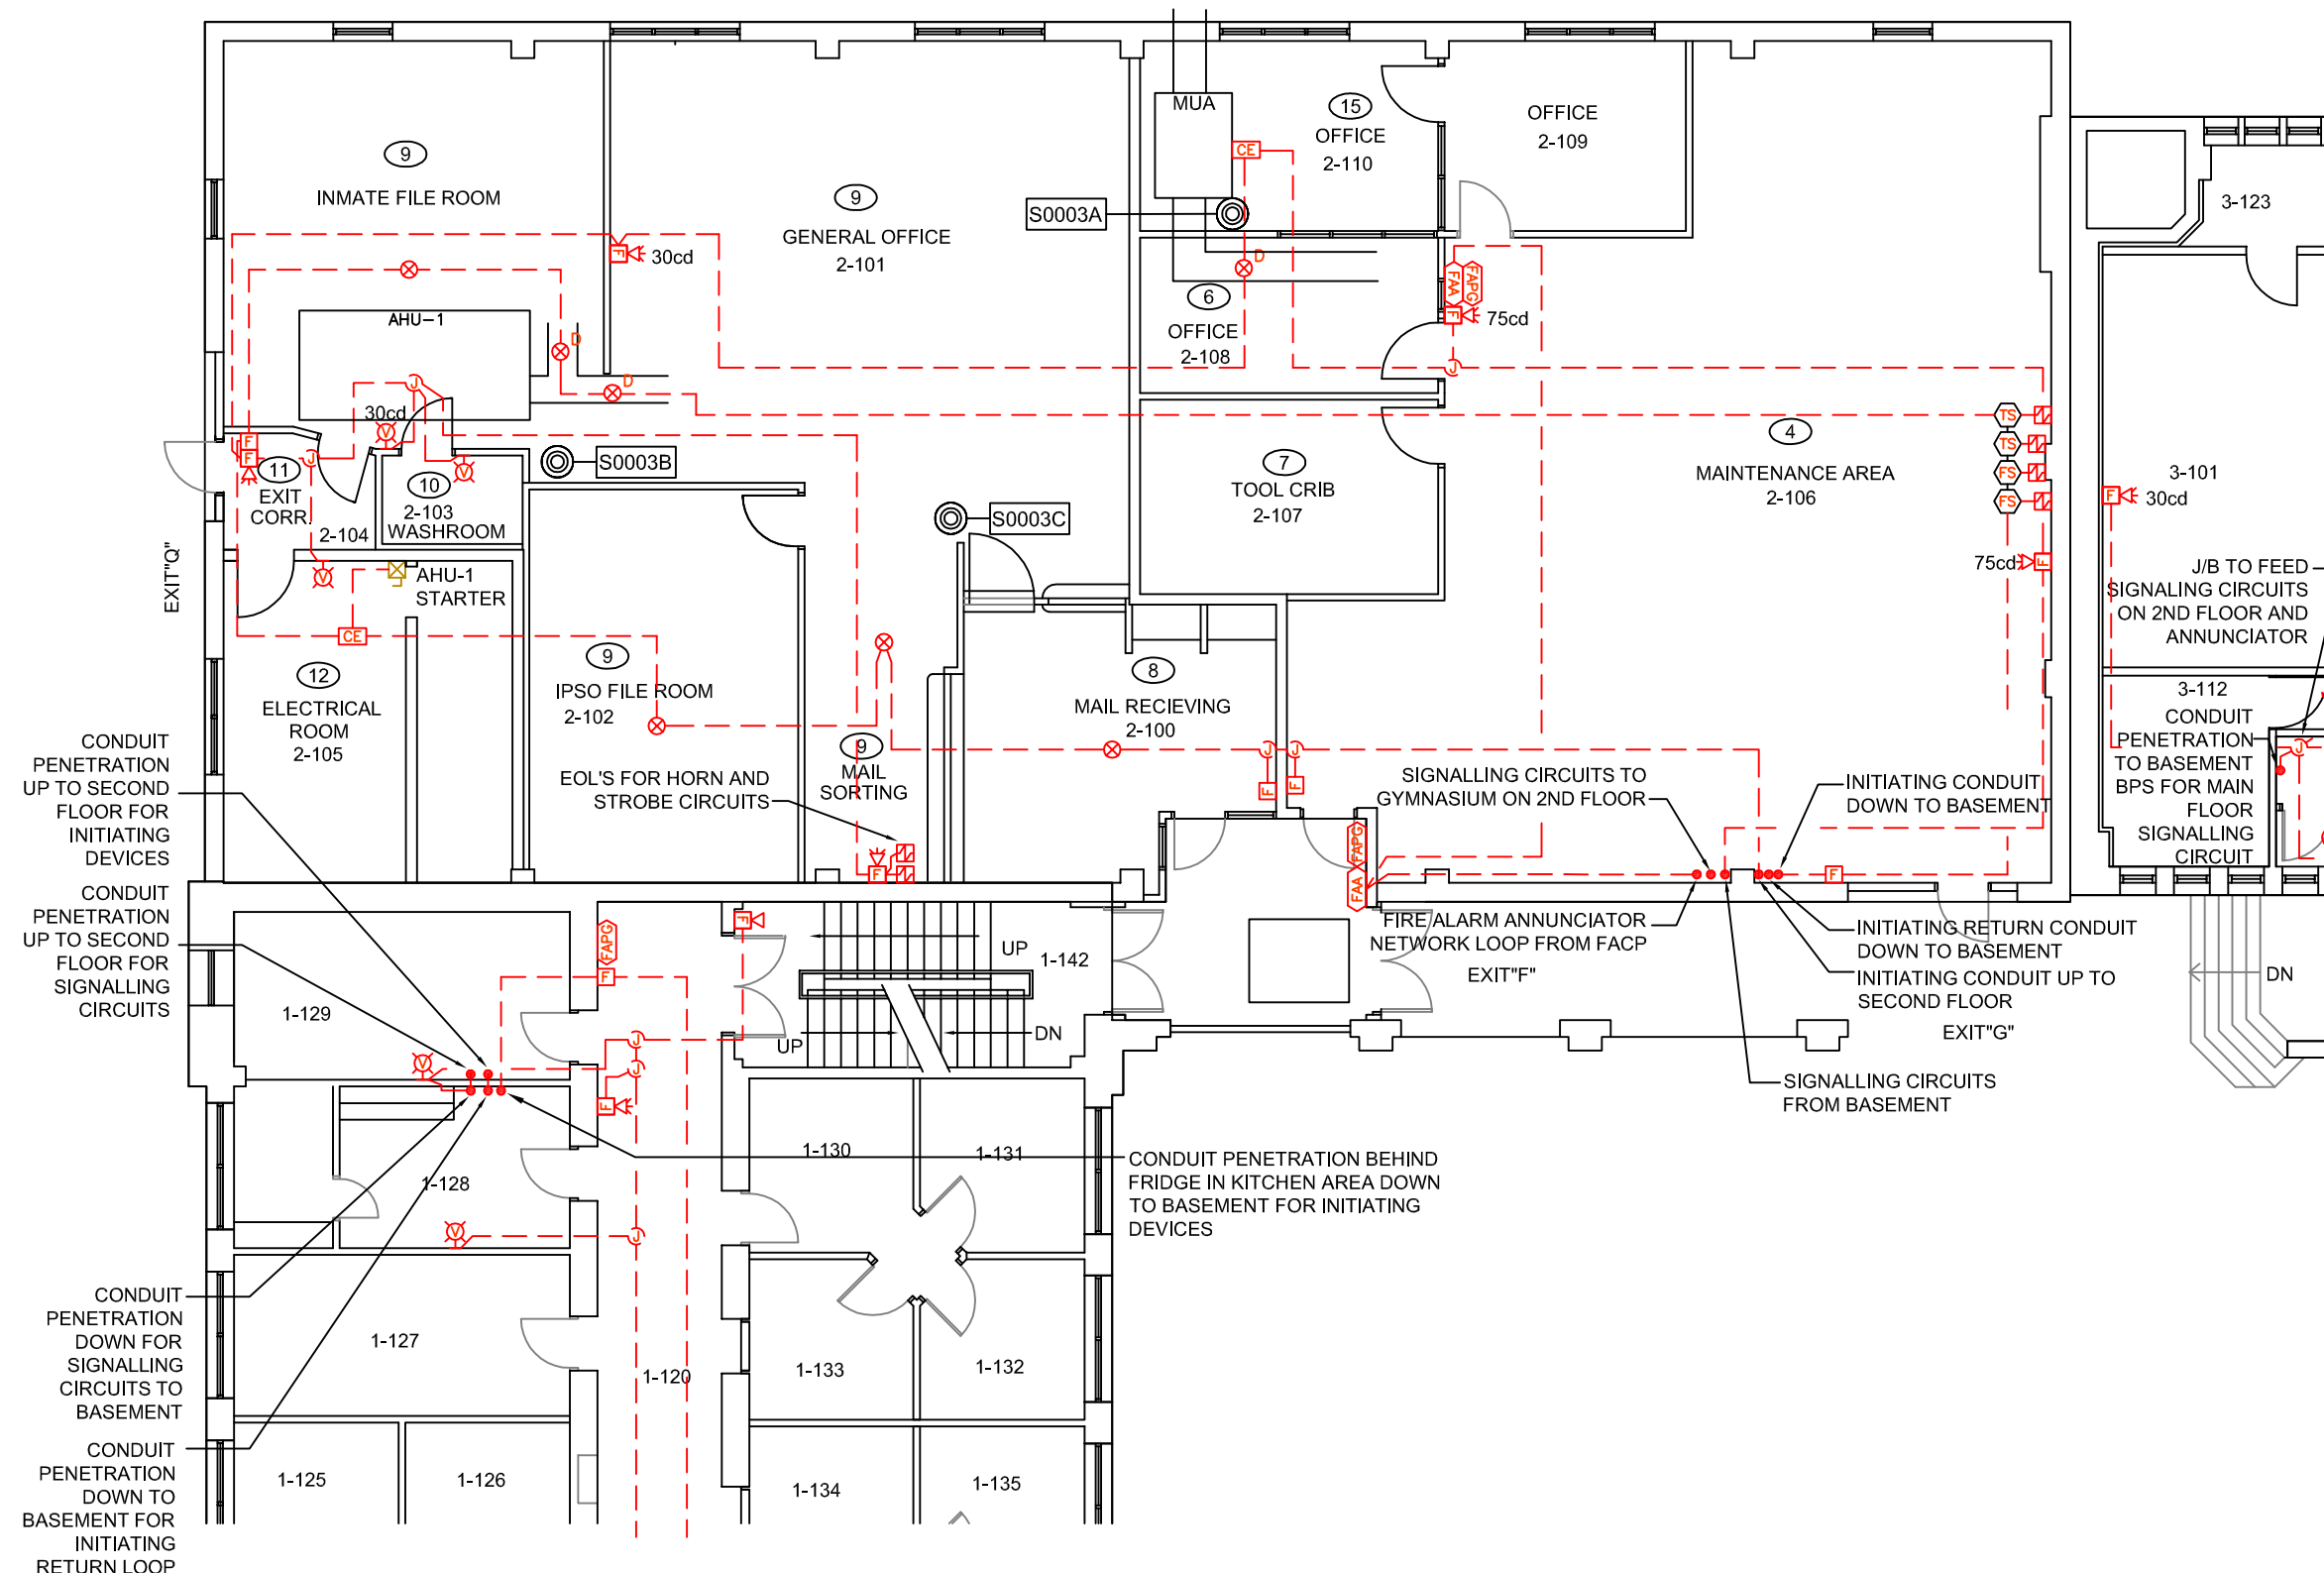 MUA
15
OFFICE
2-110
OFFICE
2-109
9
INMATE FILE ROOM
9
GENERAL OFFICE
2-101
CE
S0003A
D
F
30cd
3-123
FAA
FAPG
F
75cd
6
OFFICE
2-108
J
AHU-1
D
D
J
30cd
V
F
F
J
11
EXIT
CORR.
2-104
V
10
2-103
WASHROOM
S0003B
S0003C
7
TOOL CRIB
2-107
4
MAINTENANCE AREA
2-106
TS
TS
FS
FS
75cd
F
3-101
F
30cd
J/B TO FEED
SIGNALING CIRCUITS
ON 2ND FLOOR AND
ANNUNCIATOR
EXIT"Q"
V
AHU-1
STARTER
CE
12
ELECTRICAL
ROOM
2-105
9
IPSO FILE ROOM
2-102
8
MAIL RECIEVING
2-100
9
MAIL
SORTING
EOL'S FOR HORN AND
STROBE CIRCUITS
F
J
J
F
F
3-112
CONDUIT
PENETRATION
TO BASEMENT
BPS FOR MAIN
FLOOR
SIGNALLING
CIRCUIT
J
SIGNALLING CIRCUITS TO
GYMNASIUM ON 2ND FLOOR
INITIATING CONDUIT
DOWN TO BASEMENT
FAPG
FAA
F
FIRE ALARM ANNUNCIATOR
NETWORK LOOP FROM FACP
EXIT"F"
INITIATING RETURN CONDUIT
DOWN TO BASEMENT
INITIATING CONDUIT UP TO
SECOND FLOOR
EXIT"G"
DN
SIGNALLING CIRCUITS
FROM BASEMENT
CONDUIT
PENETRATION
UP TO SECOND
FLOOR FOR
INITIATING
DEVICES
CONDUIT
PENETRATION
UP TO SECOND
FLOOR FOR
SIGNALLING
CIRCUITS
FAPG
F
F
UP
1-142
UP
DN
1-129
V
J
J
F
1-128
V
J
1-130
1-131
CONDUIT PENETRATION BEHIND
FRIDGE IN KITCHEN AREA DOWN
TO BASEMENT FOR INITIATING
DEVICES
CONDUIT
PENETRATION
DOWN FOR
SIGNALLING
CIRCUITS TO
BASEMENT
1-127
1-120
1-133
1-132
CONDUIT
PENETRATION
DOWN TO
BASEMENT FOR
INITIATING
RETURN LOOP
1-125
1-126
1-134
1-135